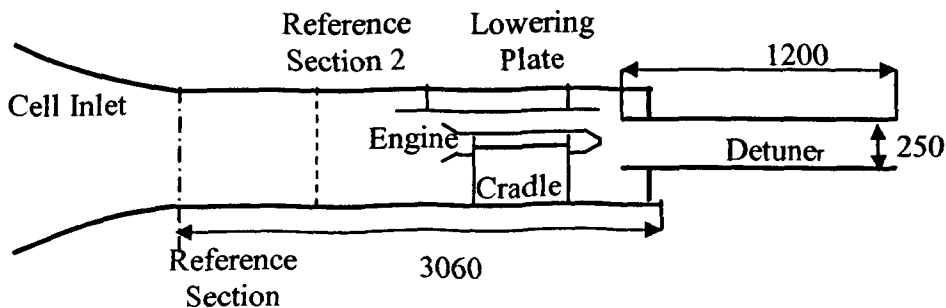 Reference
Section 2
Lowering
Plate
1200
Cell Inlet
Engine
Detuner
250
Cradle
Reference
Section
3060